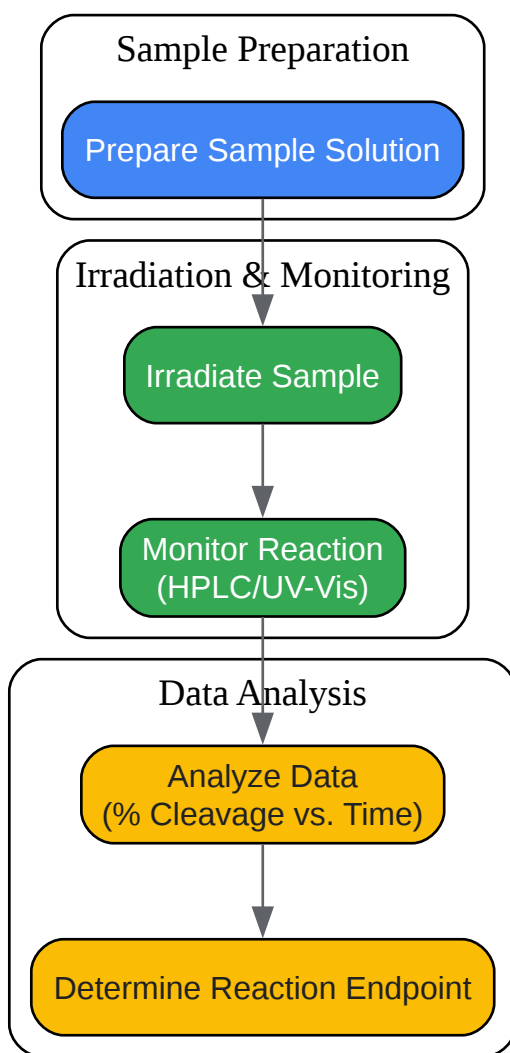 Sample Preparation
Prepare Sample Solution
Irradiation & Monitoring
Irradiate Sample
Monitor Reaction
(HPLC/UV-Vis)
Data Analysis
Analyze Data
(% Cleavage vs. Time)
Determine Reaction Endpoint